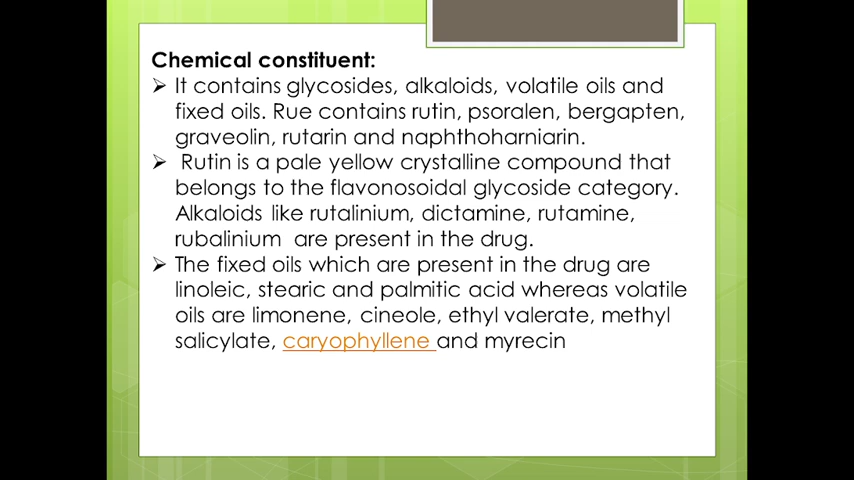 Chemical constituent:
➢ It contains glycosides, alkaloids, volatile oils and
fixed oils. Rue contains rutin, psoralen, bergapten,
graveolin, rutarin and naphthoharniarin.
➢ Rutin is a pale yellow crystalline compound that
belongs to the flavonosoidal glycoside category.
Alkaloids like rutalinium, dictamine, rutamine,
rubalinium are present in the drug.
➢ The fixed oils which are present in the drug are
linoleic, stearic and palmitic acid whereas volatile
oils are limonene, cineole, ethyl valerate, methyl
salicylate, caryophyllene and myrecin